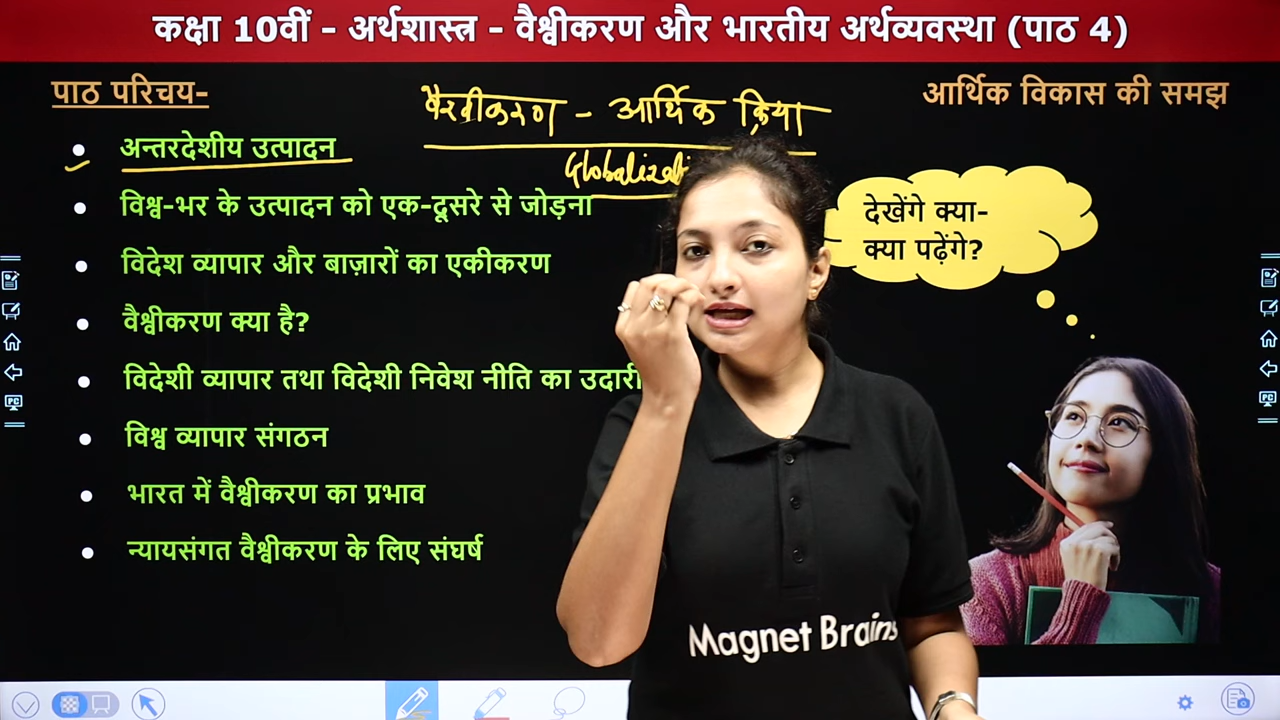 कक्षा 10वीं - अर्थशास्त्र - वैश्वीकरण और भारतीय अर्थव्यवस्था (पाठ 4)
पाठ परिचय-
वैश्वीकरण - आर्थिक क्रिया
आर्थिक विकास की समझ
अन्तरदेशीय उत्पादन
देखेंगे क्या-
क्या पढ़ेंगे?
विश्व-भर के उत्पादन को एक-दूसरे से जोड़ना
विदेश व्यापार और बाज़ारों का एकीकरण
वैश्वीकरण क्या है?
विदेशी व्यापार तथा विदेशी निवेश नीति का
विश्व व्यापार संगठन
भारत में वैश्वीकरण का प्रभाव
न्यायसंगत वैश्वीकरण के लिए संघर्ष
Magnet Brains
PC
PC